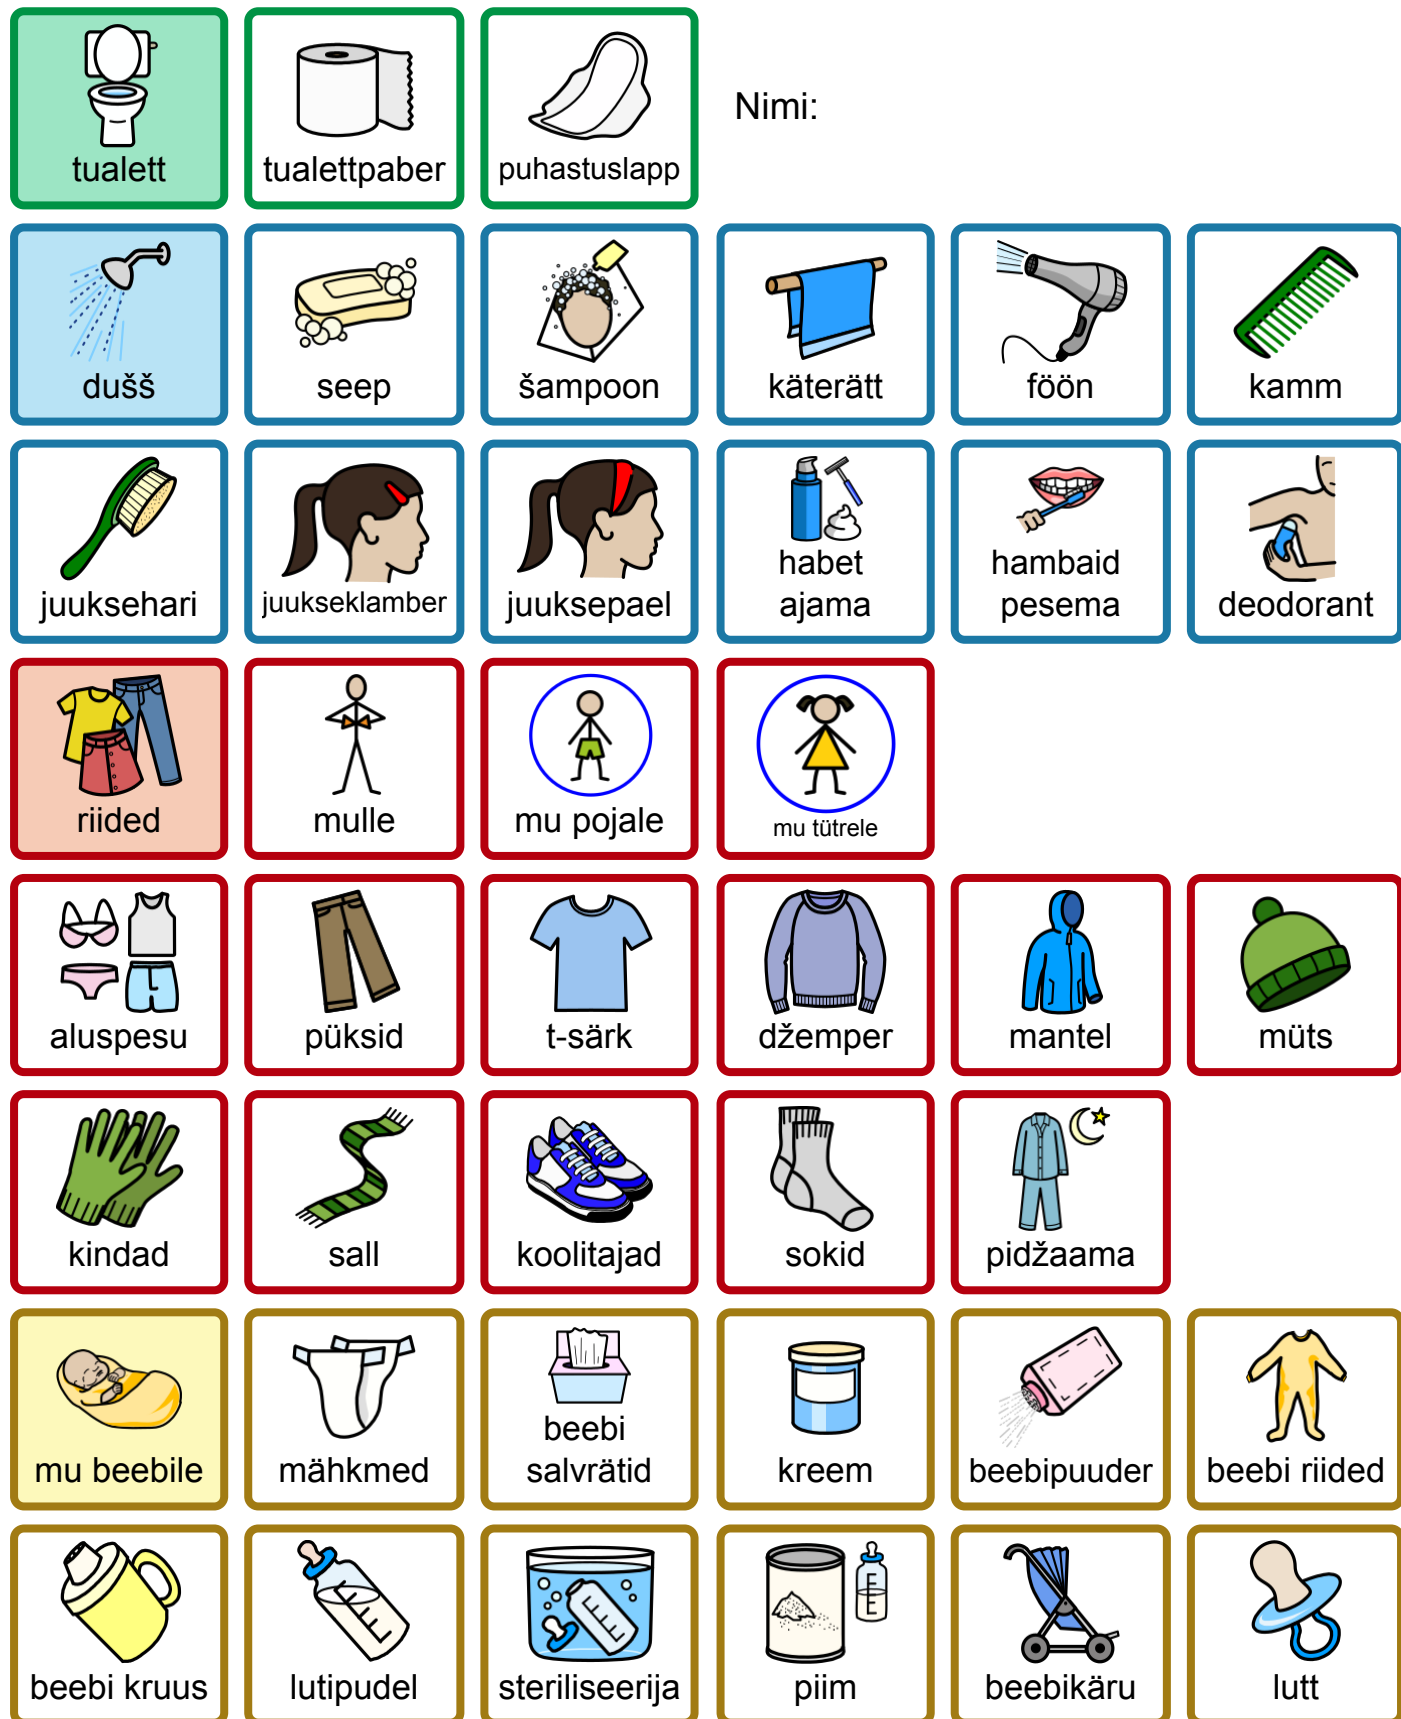 tualett
tualettpaber
puhastuslapp
Nimi:
dušš
seep
šampoon
käterätt
föön
kamm
juuksehari
juukseklamber
juuksepael
habet
ajama
hambaid
pesema
deodorant
riided
mulle
mu pojale
mu tütrele
aluspesu
püksid
t-särk
džemper
mantel
müts
kindad
sall
koolitajad
sokid
pidžaama
mu beebile
mähkmed
beebi
salvrätid
kreem
beebipuuder
beebi riided
beebi kruus
lutipudel
steriliseerija
piim
beebikäru
lutt